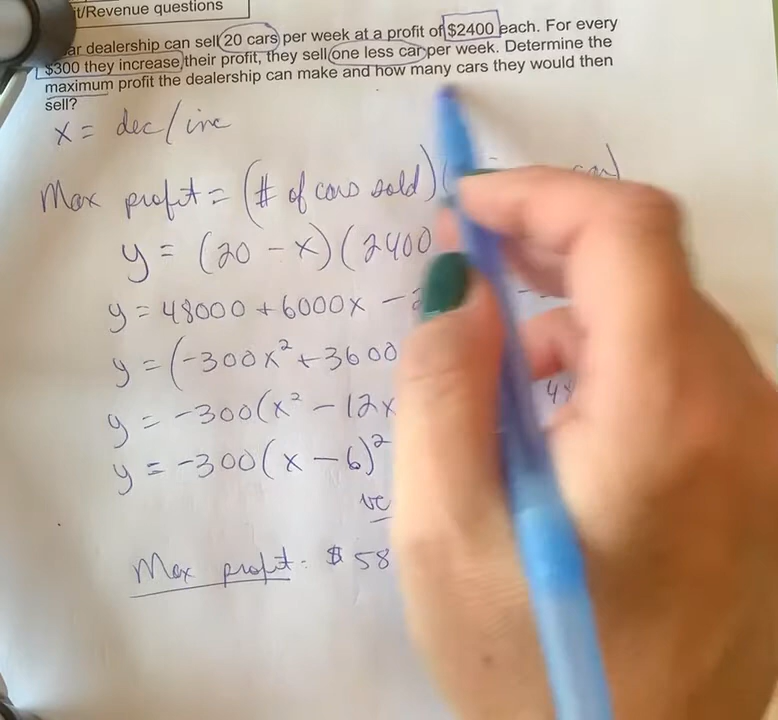 it/Revenue questions
ar dealership can sell 20 cars per week at a profit of $2400 each. For every
$300 they increase their profit, they sell one less car per week. Determine the
maximum profit the dealership can make and how many cars they would then
sell?
x = dec/inc
Max profit = (# of cars sold)(
y = (20 - x)(2400
y = 48000 + 6000x -
y = (-300x² + 3600
y = -300(x² - 12x
y = -300(x - 6)²
Max profit: $ 58